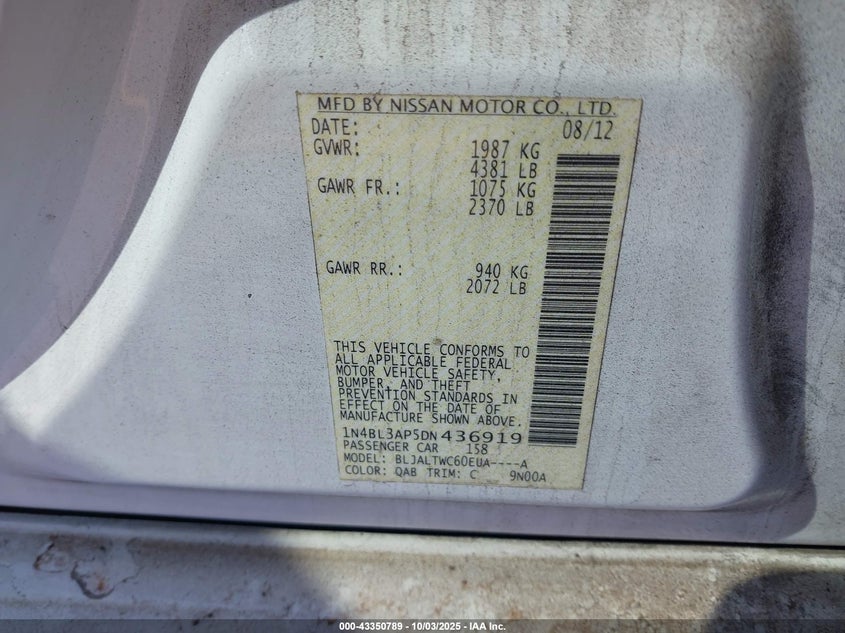 MFD BY NISSAN MOTOR CO., LTD.
DATE: 08/12
GVWR: 1987 KG
4381 LB
GAWR FR.: 1075 KG
2370 LB
GAWR RR.: 940 KG
2072 LB
THIS VEHICLE CONFORMS TO
ALL APPLICABLE FEDERAL
MOTOR VEHICLE SAFETY,
BUMPER, AND THEFT
PREVENTION STANDARDS IN
EFFECT ON THE DATE OF
MANUFACTURE SHOWN ABOVE.
1N4BL3AP5DN436919
PASSENGER CAR 158
MODEL: BLJALTWC60EUA----A
COLOR: QAB TRIM: C 9N00A
000-43350789 - 10/03/2025 - IAA Inc.